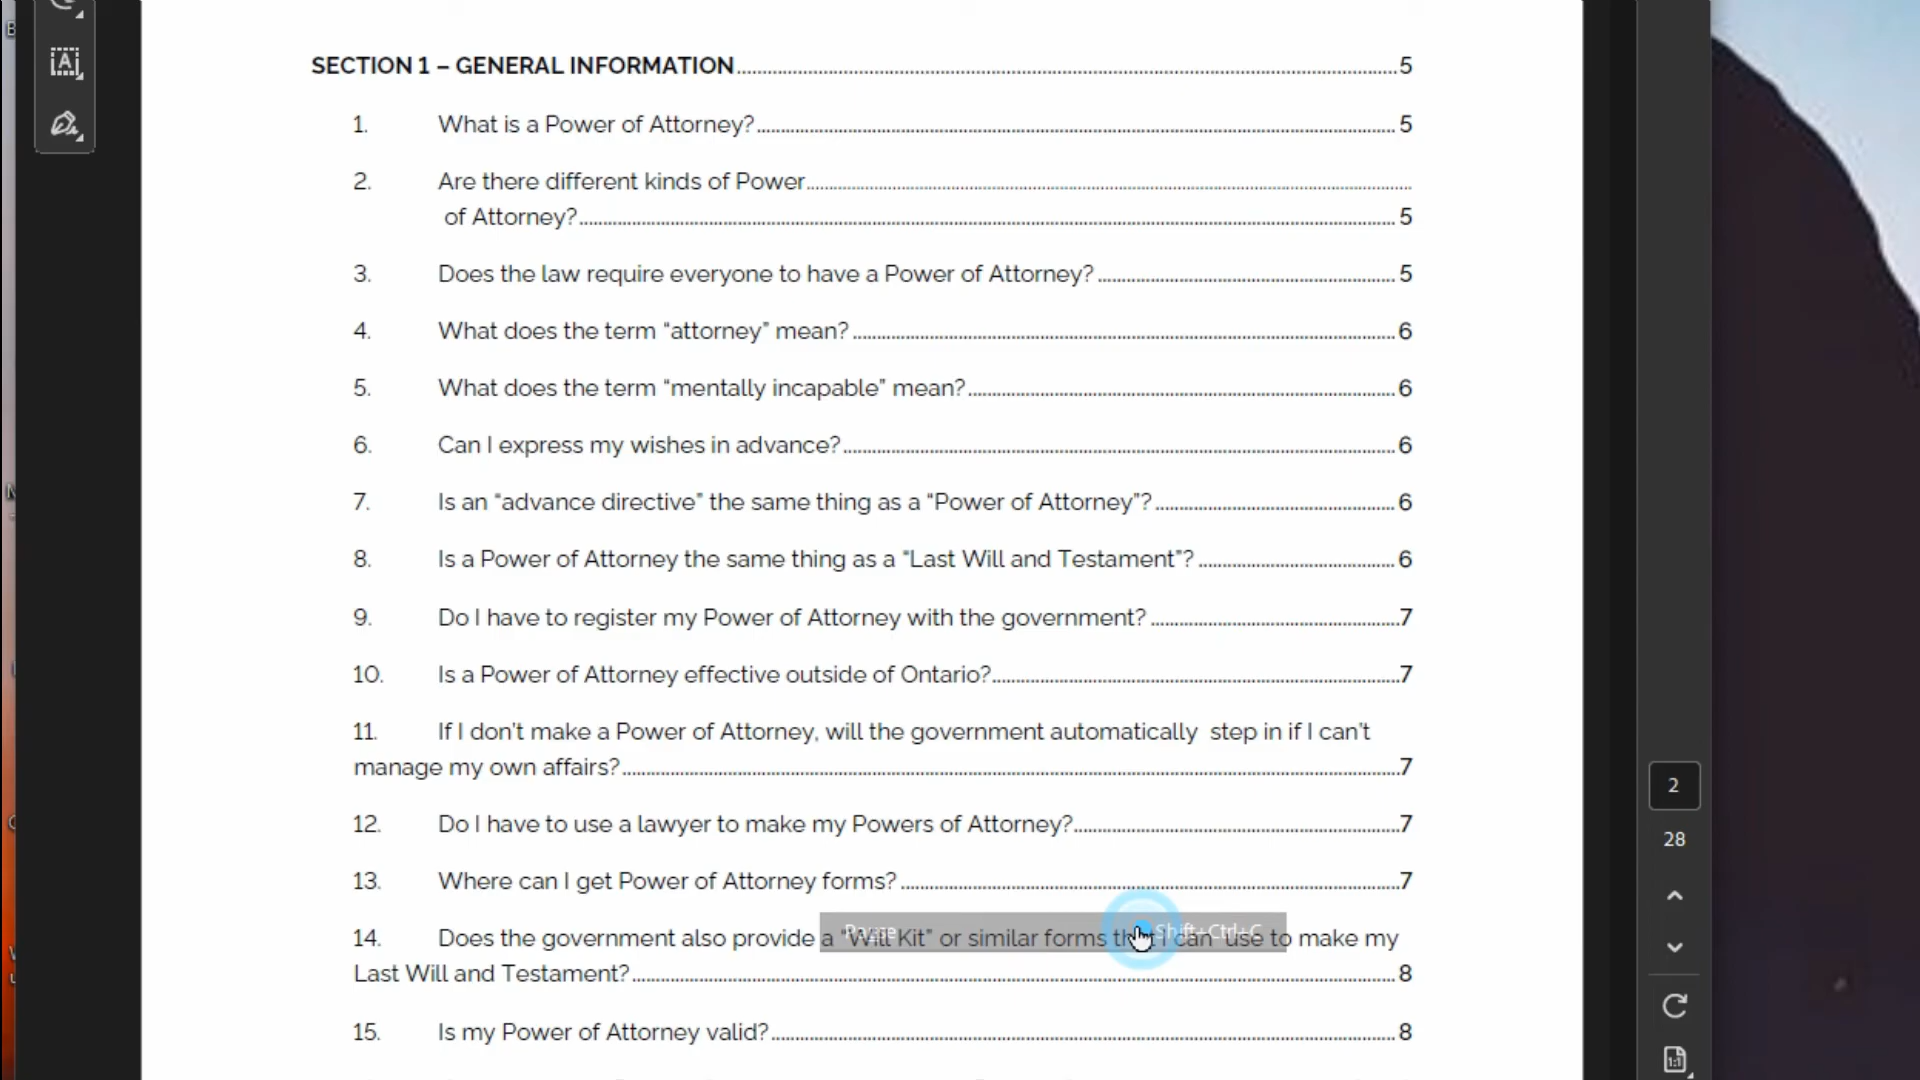 SECTION 1 – GENERAL INFORMATION 5
1. What is a Power of Attorney? 5
2. Are there different kinds of Power
of Attorney? 5
3. Does the law require everyone to have a Power of Attorney? 5
4. What does the term “attorney” mean? 6
5. What does the term “mentally incapable” mean? 6
6. Can I express my wishes in advance? 6
7. Is an “advance directive” the same thing as a “Power of Attorney”? 6
8. Is a Power of Attorney the same thing as a “Last Will and Testament”? 6
9. Do I have to register my Power of Attorney with the government? 7
10. Is a Power of Attorney effective outside of Ontario? 7
11. If I don’t make a Power of Attorney, will the government automatically step in if I can’t
manage my own affairs? 7
12. Do I have to use a lawyer to make my Powers of Attorney? 7
13. Where can I get Power of Attorney forms? 7
14. Does the government also provide a “Will Kit” or similar forms that I can use to make my
Last Will and Testament? 8
Pause Shift+Ctrl+C
15. Is my Power of Attorney valid? 8
2
28